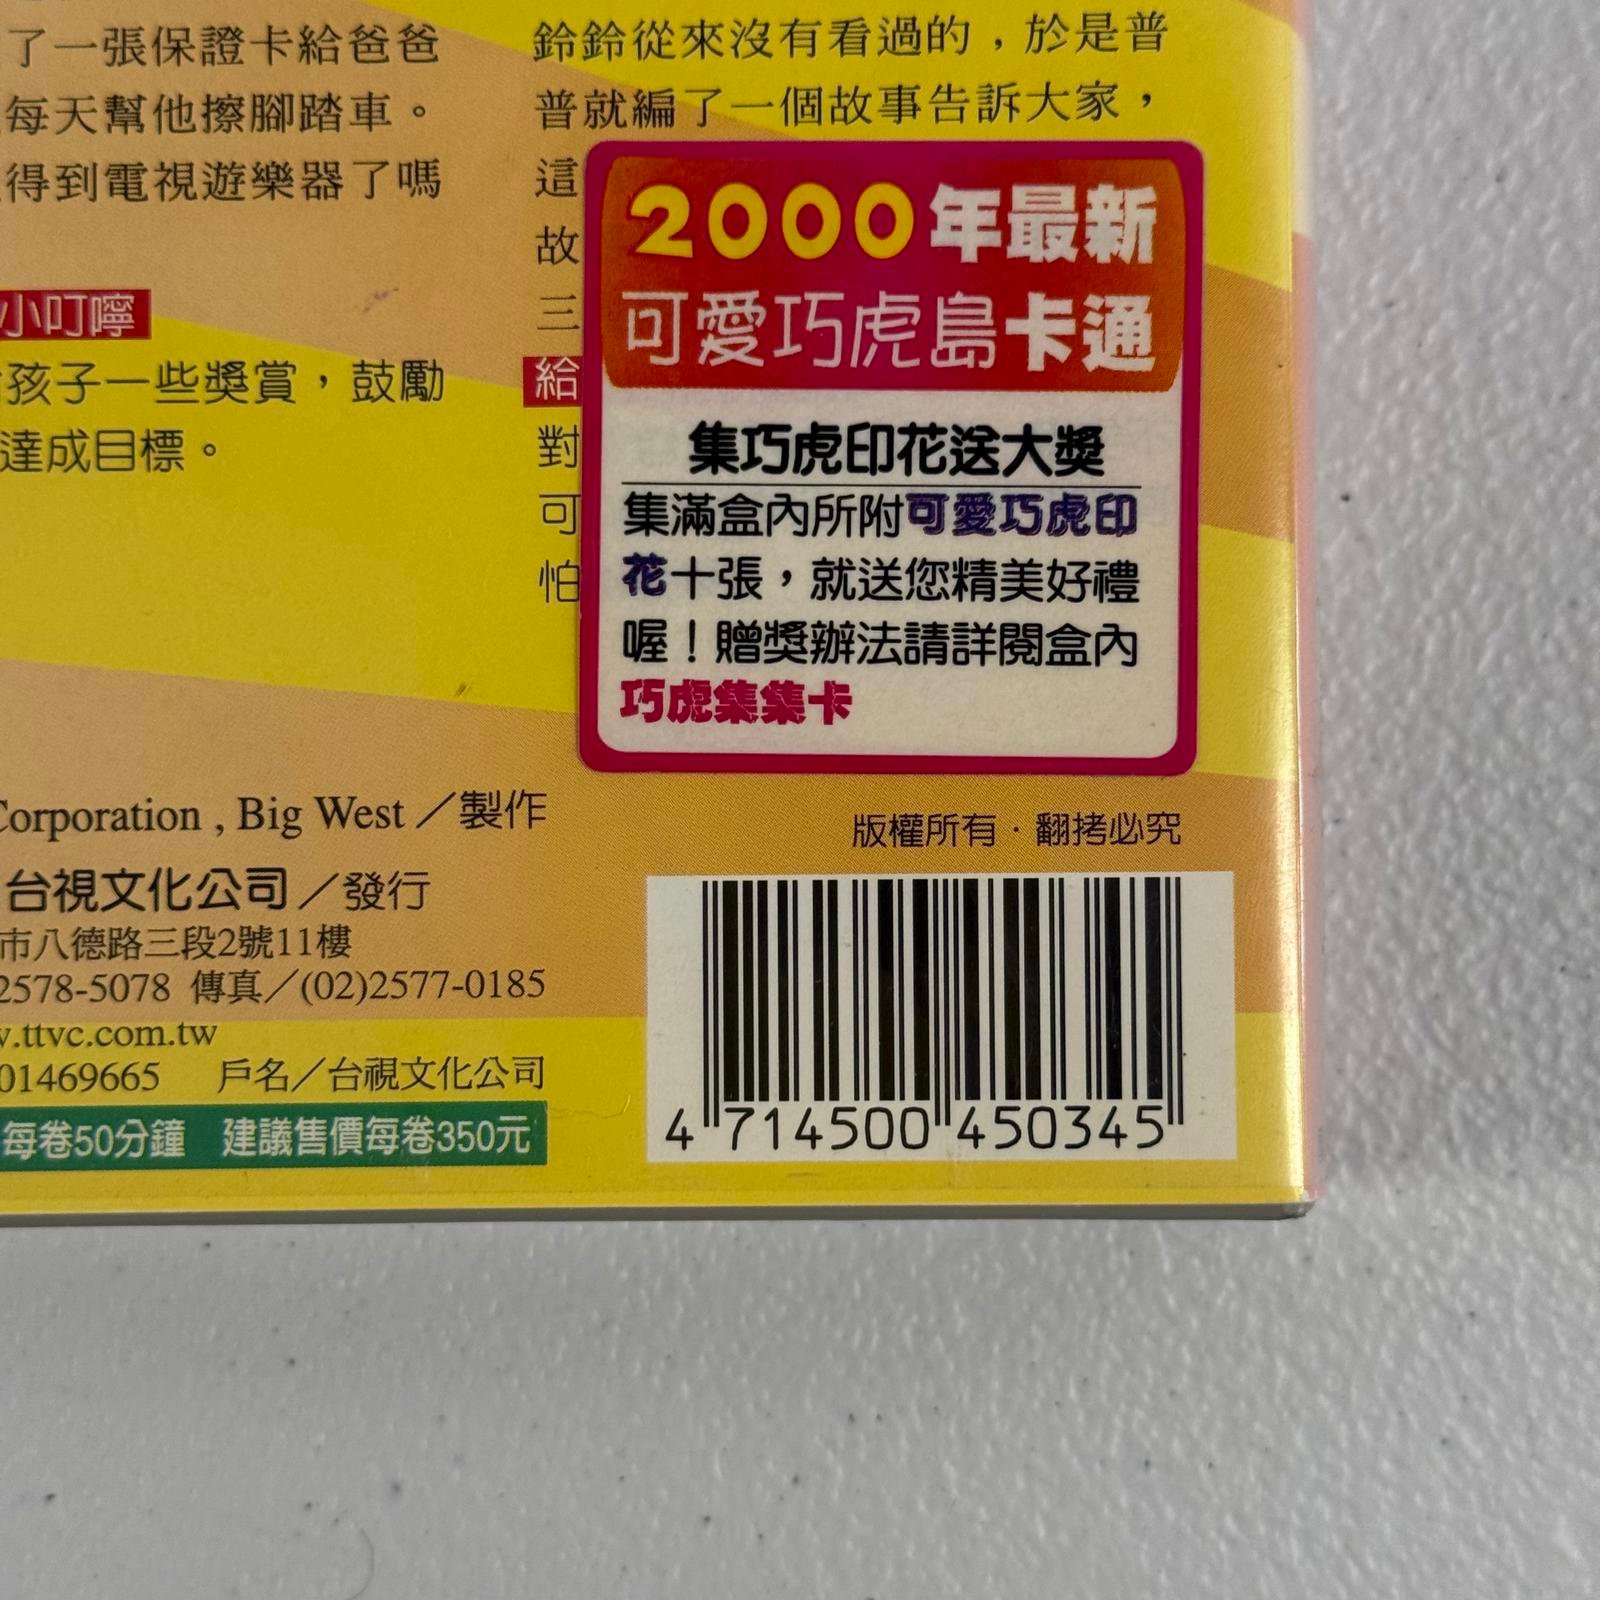 了一張保證卡給爸爸
每天幫他擦腳踏車。
得到電視遊樂器了嗎
小叮嚀
孩子一些獎賞，鼓勵
達成目標。
鈴鈴從來沒有看過的，於是普
普就編了一個故事告訴大家，
這
故
三
給
對
可
怕
2000年最新
可愛巧虎島卡通
集巧虎印花送大獎
集滿盒內所附可愛巧虎印
花十張，就送您精美好禮
喔！贈獎辦法請詳閱盒內
巧虎集集卡
Corporation , Big West／製作
台視文化公司／發行
市八德路三段2號11樓
2578-5078 傳真／(02)2577-0185
w.ttvc.com.tw
01469665 戶名／台視文化公司
每卷50分鐘 建議售價每卷350元
版權所有．翻拷必究
4 714500 450345